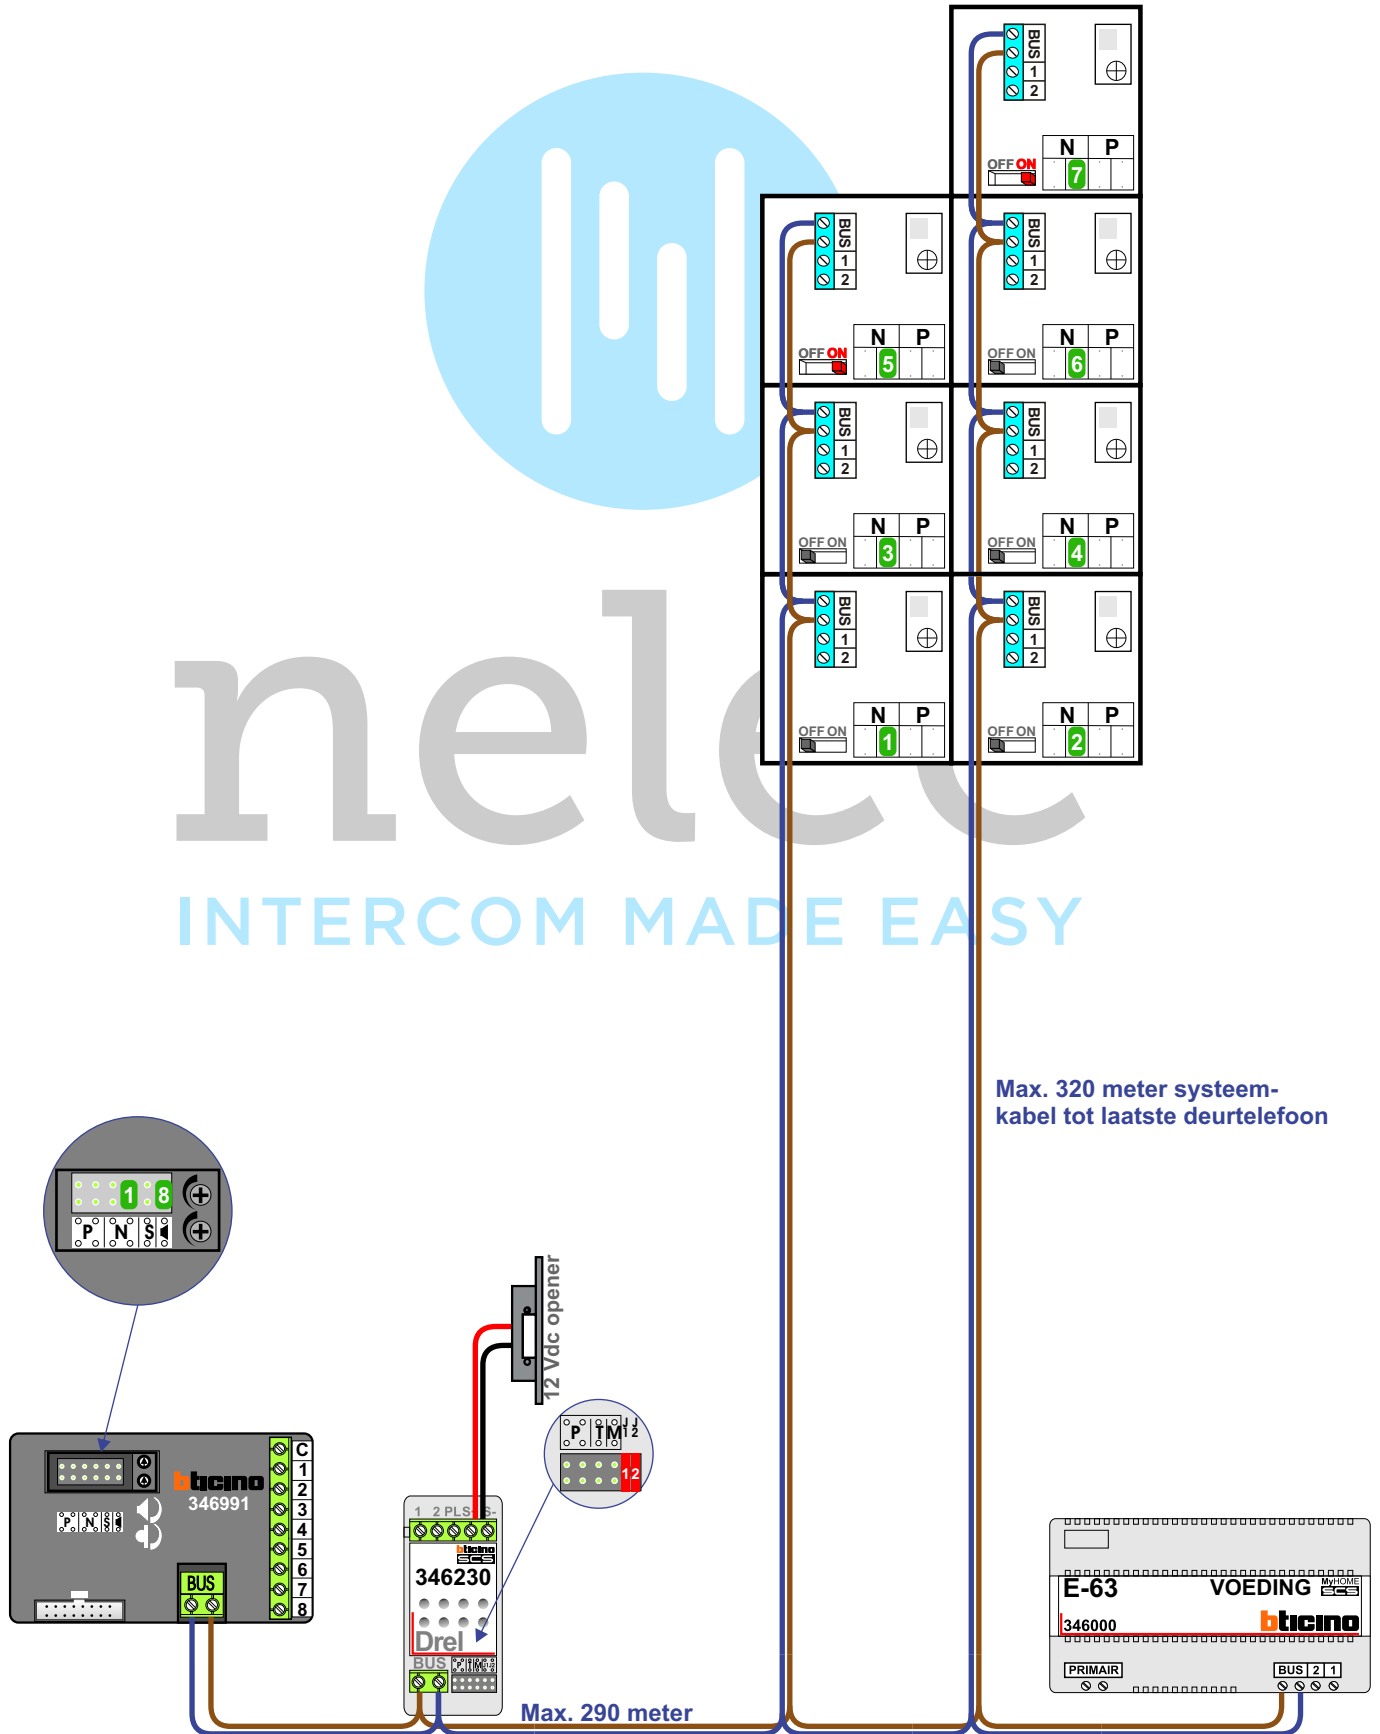 BUS
1
2
N P
OFF ON
7
BUS
1
2
N P
OFF ON
5
BUS
1
2
N P
OFF ON
6
BUS
1
2
N P
OFF ON
3
BUS
1
2
N P
OFF ON
4
BUS
1
2
N P
OFF ON
1
BUS
1
2
N P
OFF ON
2
nelec
INTERCOM MADE EASY
Max. 320 meter systeem-
kabel tot laatste deurtelefoon
1 8
P N S
12 Vdc opener
P T M J1 J2
1 2
bticino
346991
P N S
BUS
C
1
2
3
4
5
6
7
8
1 2 PL S+ S-
bticino
SCS
346230
Drel
BUS
P T M J1 J2
Max. 290 meter
E-63
VOEDING
MyHOME
SCS
346000
bticino
PRIMAIR
BUS 2 1